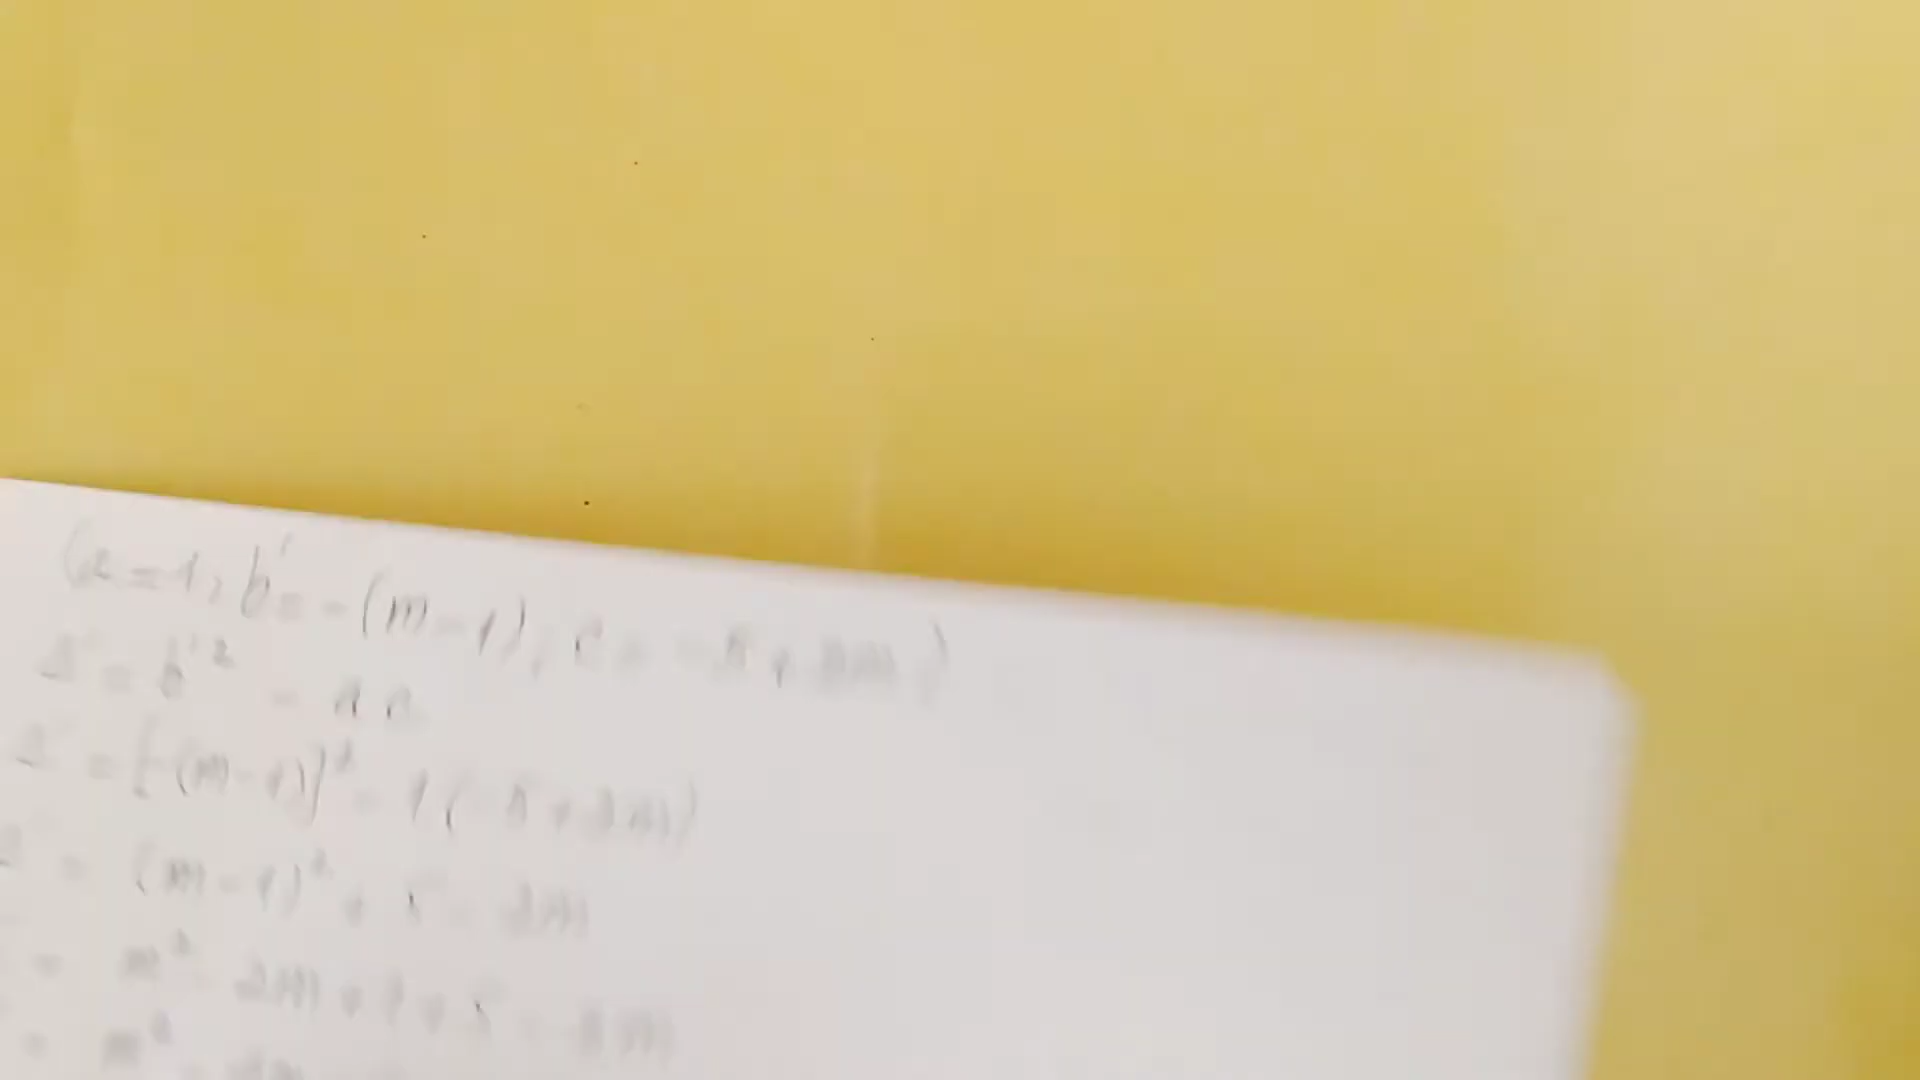 (a = 1; b' = -(m-1); c = -5 + 2m)
Δ' = b'² - ac
Δ' = [-(m-1)]² - 1(-5 + 2m)
= (m-1)² + 5 - 2m
= m² - 2m + 1 + 5 - 2m
= m²